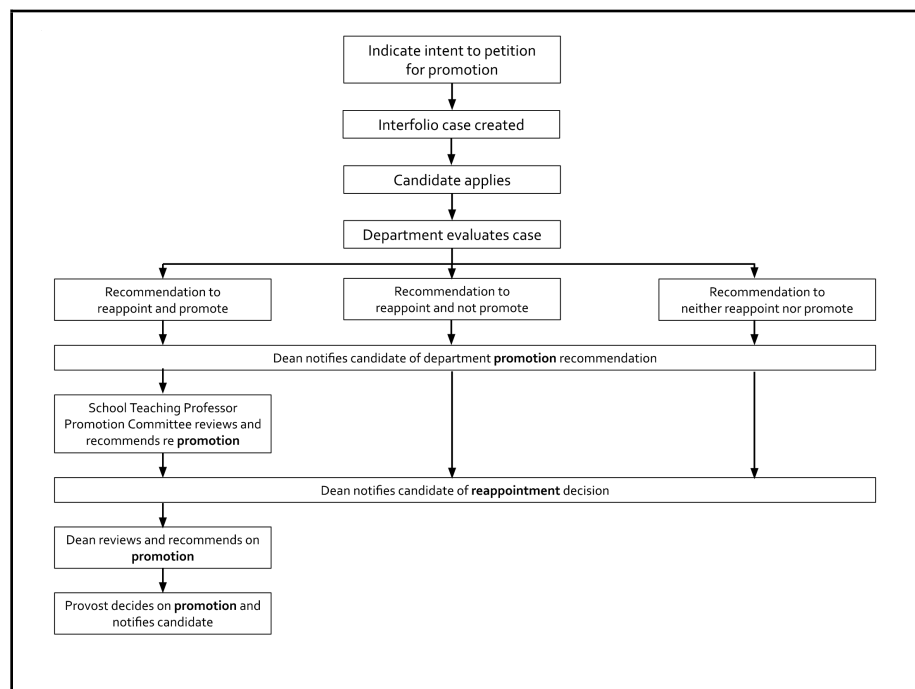 Indicate intent to petition
for promotion
Interfolio case created
Candidate applies
Department evaluates case
Recommendation to
reappoint and promote
Recommendation to
reappoint and not promote
Recommendation to
neither reappoint nor promote
Dean notifies candidate of department promotion recommendation
School Teaching Professor
Promotion Committee reviews and
recommends re promotion
Dean notifies candidate of reappointment decision
Dean reviews and recommends on
promotion
Provost decides on promotion and
notifies candidate